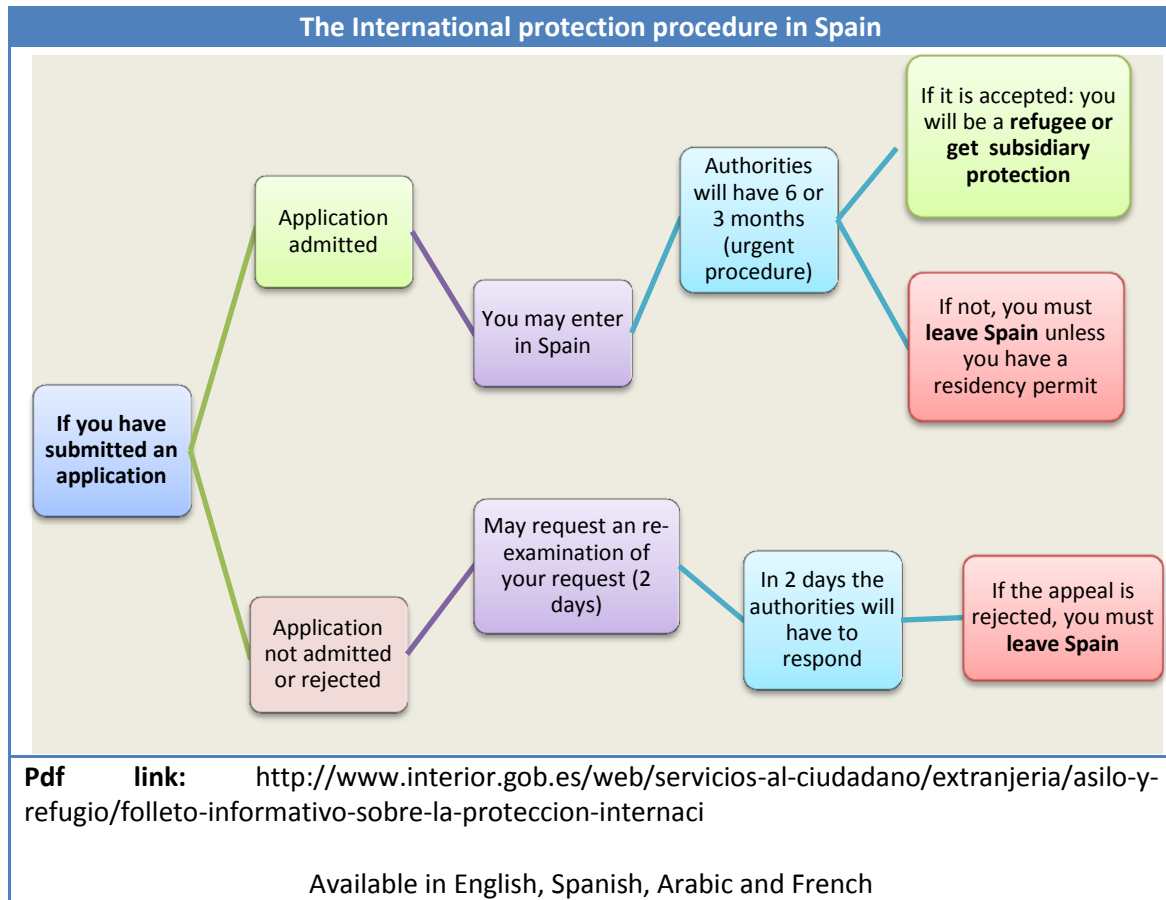 The International protection procedure in Spain
If you have
submitted an
application
Application
admitted
You may enter
in Spain
Authorities
will have 6 or
3 months
(urgent
procedure)
If it is accepted: you
will be a refugee or
get subsidiary
protection
If not, you must
leave Spain unless
you have a
residency permit
Application
not admitted
or rejected
May request an re-
examination of
your request (2
days)
In 2 days the
authorities will
have to
respond
If the appeal is
rejected, you must
leave Spain
Pdf link: http://www.interior.gob.es/web/servicios-al-ciudadano/extranjeria/asilo-y-
refugio/folleto-informativo-sobre-la-proteccion-internaci
Available in English, Spanish, Arabic and French